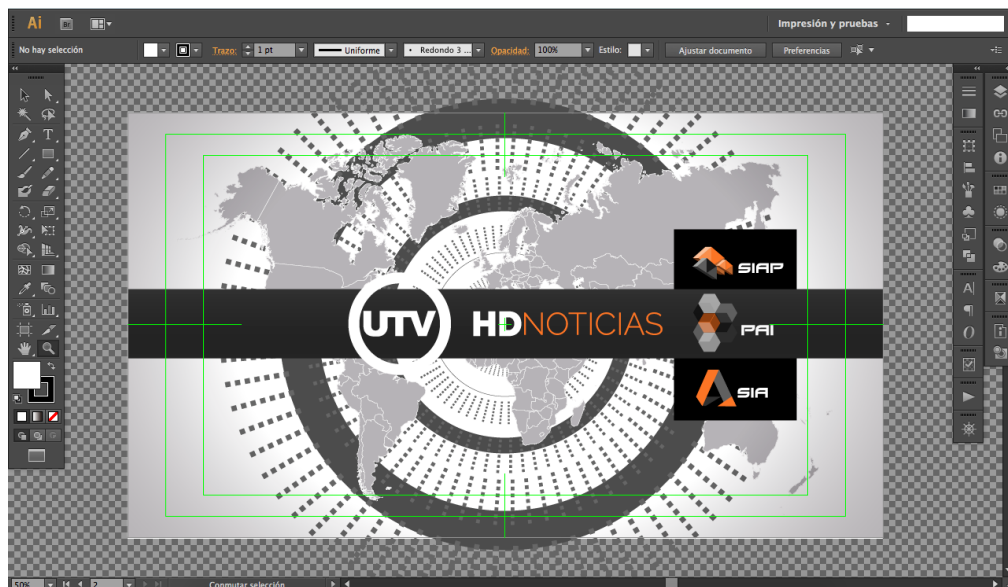 Ai Br Impresión y pruebas
No hay selección Trazo: 1 pt Uniforme Redondo 3 ... Opacidad: 100% Estilo: Ajustar documento Preferencias
SIAP
UTV HDNOTICIAS PAI
SIA
50% 2 Conmutar selección